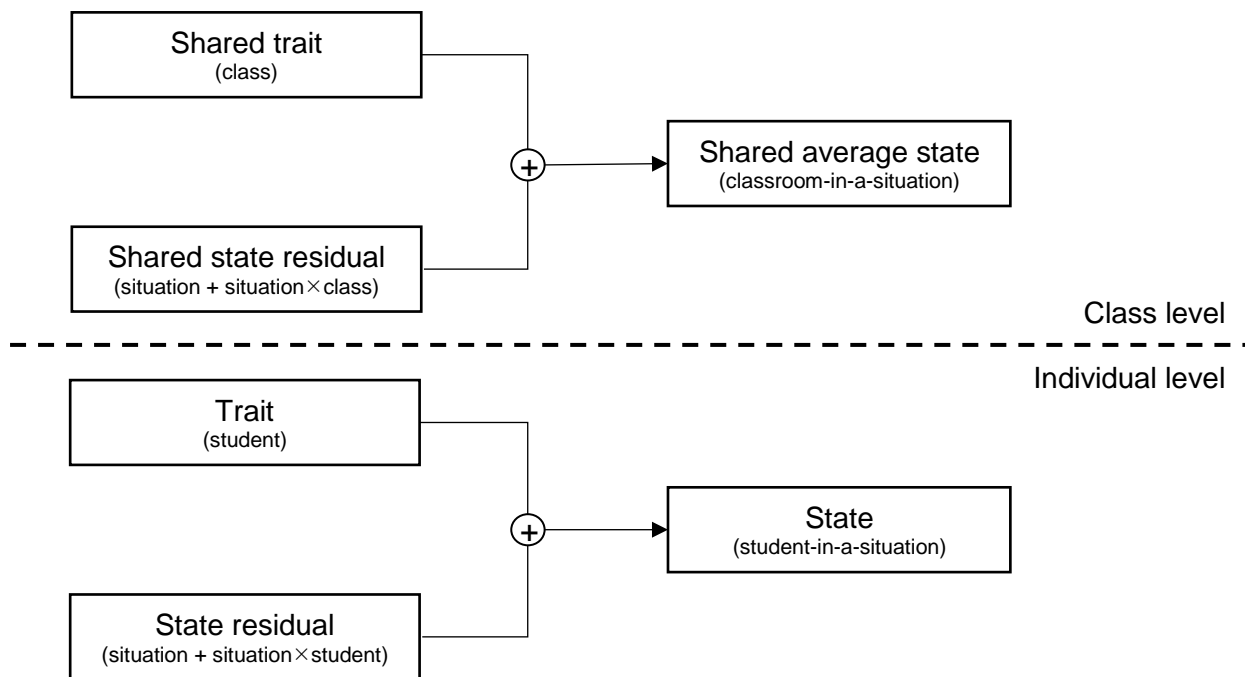 Shared trait
(class)
+
Shared average state
(classroom-in-a-situation)
Shared state residual
(situation + situation×class)
Class level
Individual level
Trait
(student)
+
State
(student-in-a-situation)
State residual
(situation + situation×student)